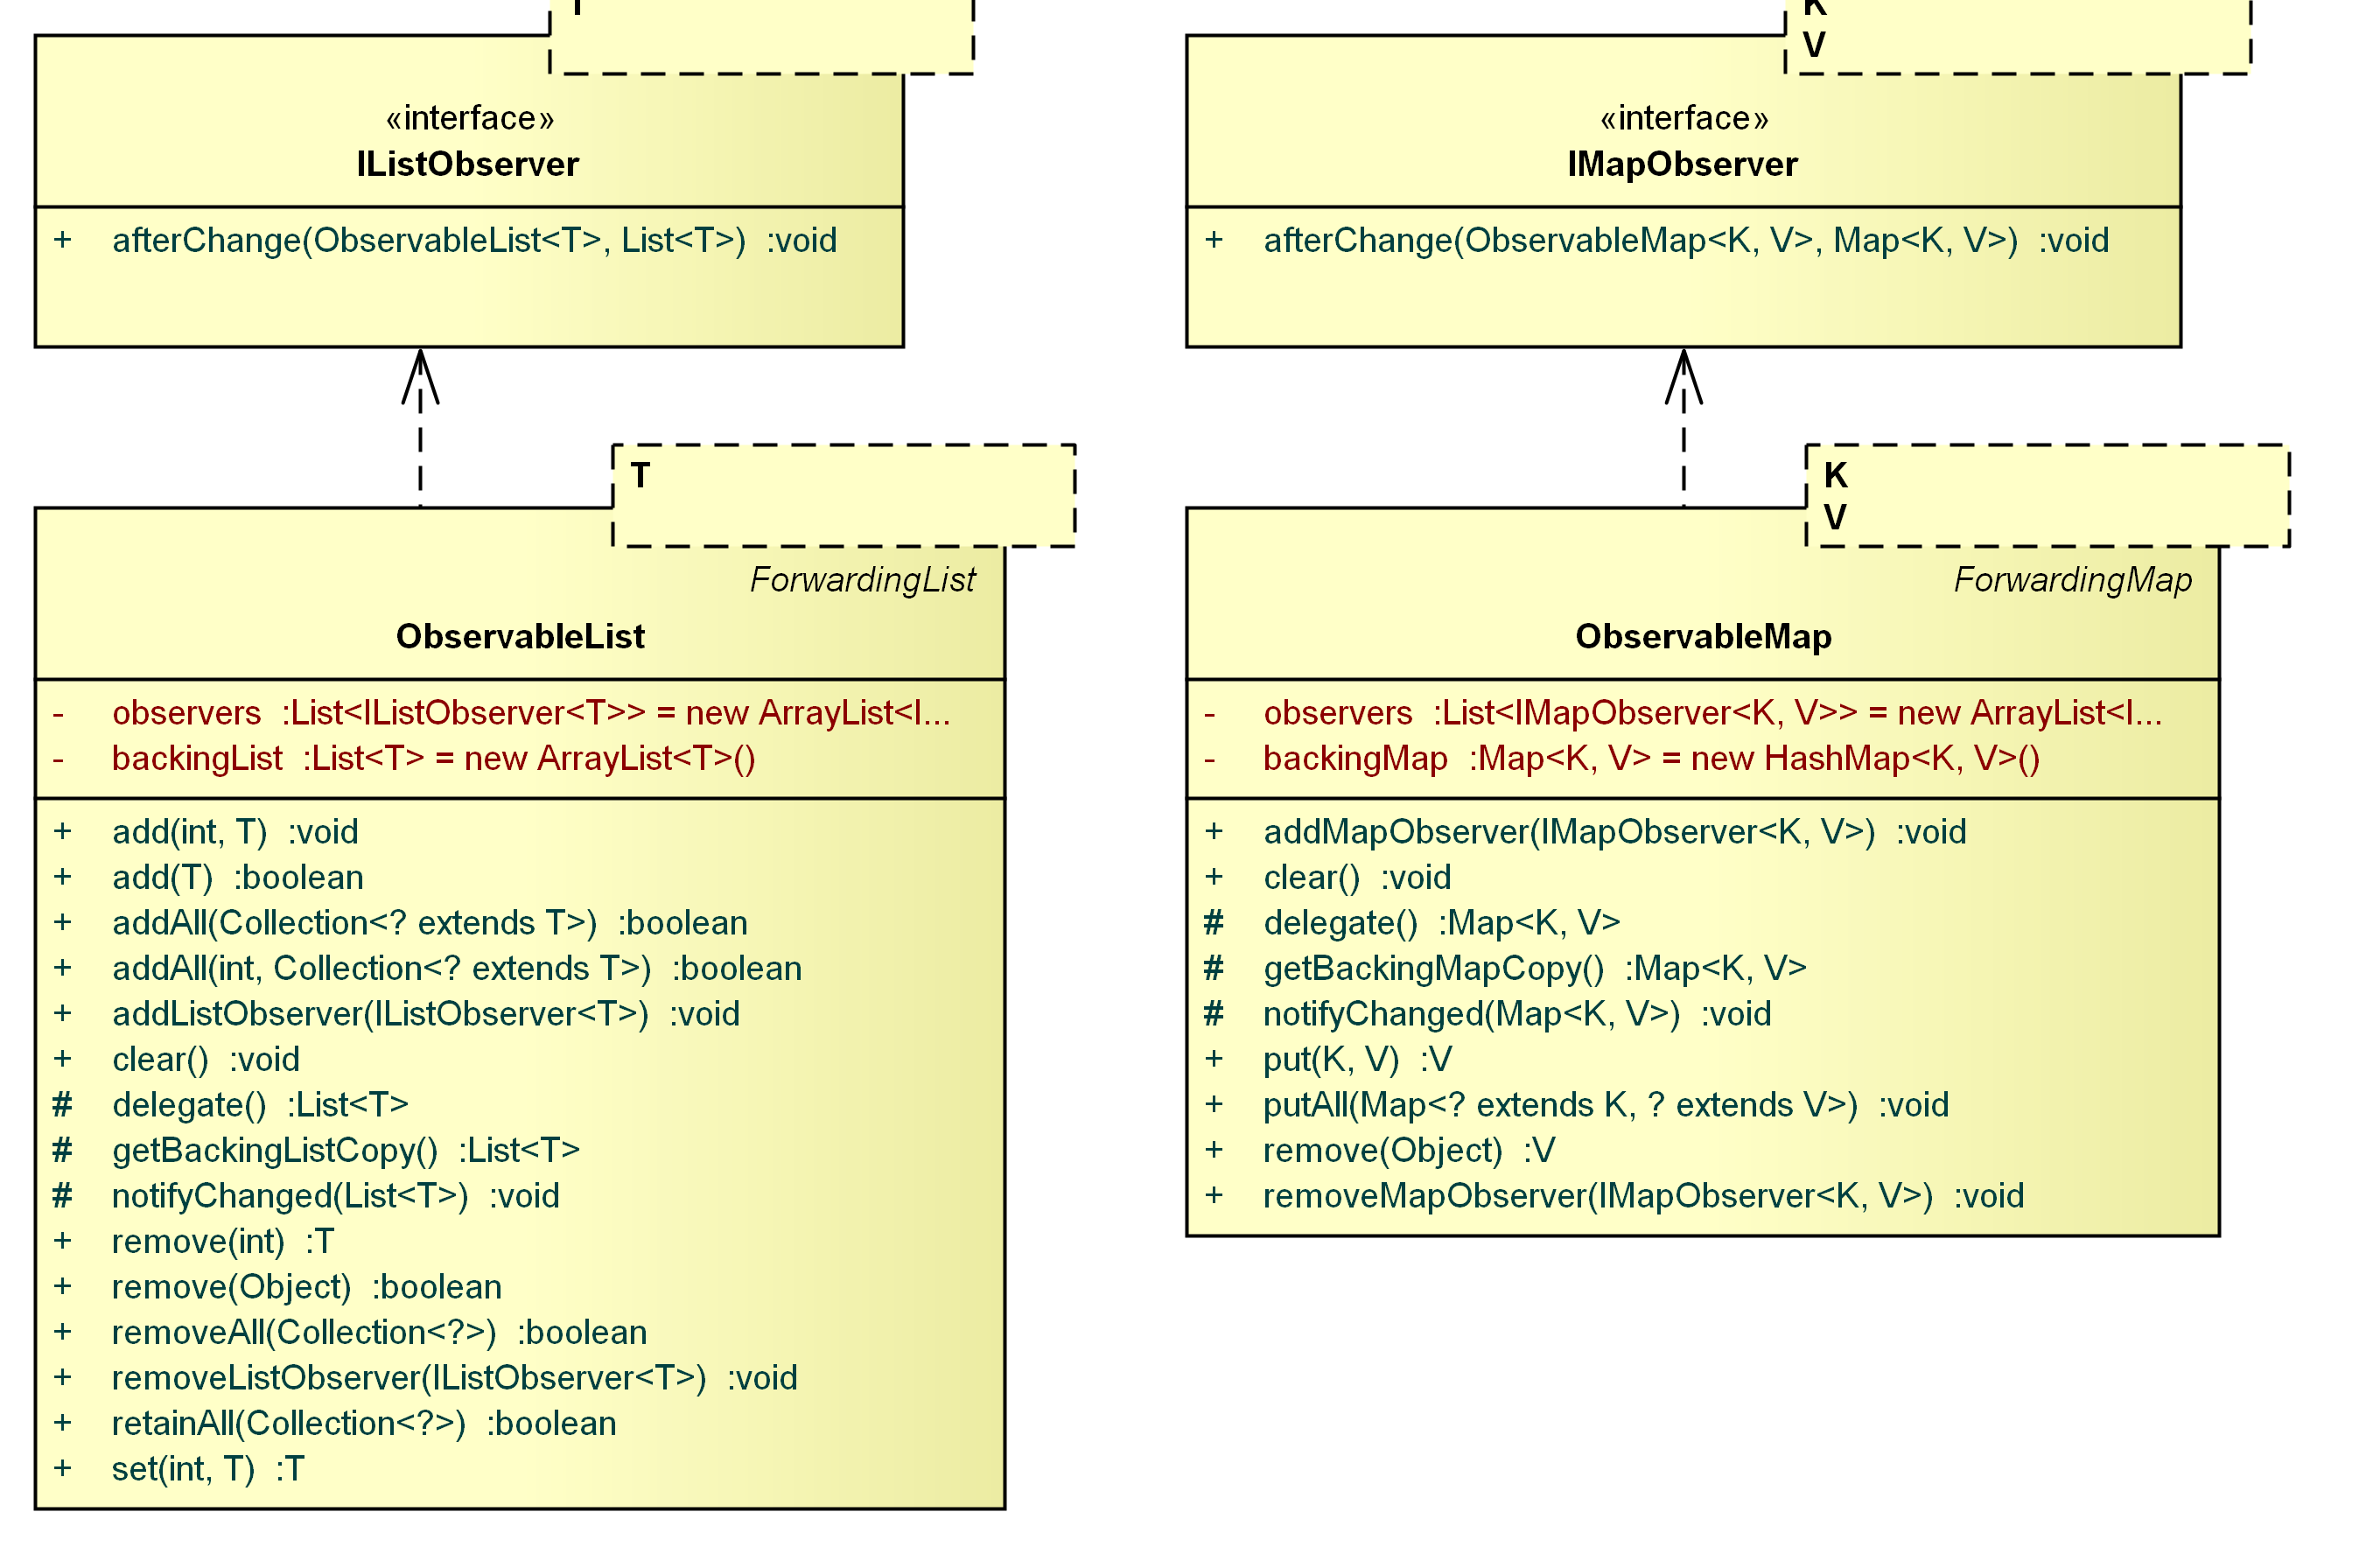 V
«interface»
IListObserver
+ afterChange(ObservableList<T>, List<T>) :void
«interface»
IMapObserver
+ afterChange(ObservableMap<K, V>, Map<K, V>) :void
T
ForwardingList
ObservableList
- observers :List<IListObserver<T>> = new ArrayList<I...
- backingList :List<T> = new ArrayList<T>()
+ add(int, T) :void
+ add(T) :boolean
+ addAll(Collection<? extends T>) :boolean
+ addAll(int, Collection<? extends T>) :boolean
+ addListObserver(IListObserver<T>) :void
+ clear() :void
# delegate() :List<T>
# getBackingListCopy() :List<T>
# notifyChanged(List<T>) :void
+ remove(int) :T
+ remove(Object) :boolean
+ removeAll(Collection<?>) :boolean
+ removeListObserver(IListObserver<T>) :void
+ retainAll(Collection<?>) :boolean
+ set(int, T) :T
K
V
ForwardingMap
ObservableMap
- observers :List<IMapObserver<K, V>> = new ArrayList<I...
- backingMap :Map<K, V> = new HashMap<K, V>()
+ addMapObserver(IMapObserver<K, V>) :void
+ clear() :void
# delegate() :Map<K, V>
# getBackingMapCopy() :Map<K, V>
# notifyChanged(Map<K, V>) :void
+ put(K, V) :V
+ putAll(Map<? extends K, ? extends V>) :void
+ remove(Object) :V
+ removeMapObserver(IMapObserver<K, V>) :void